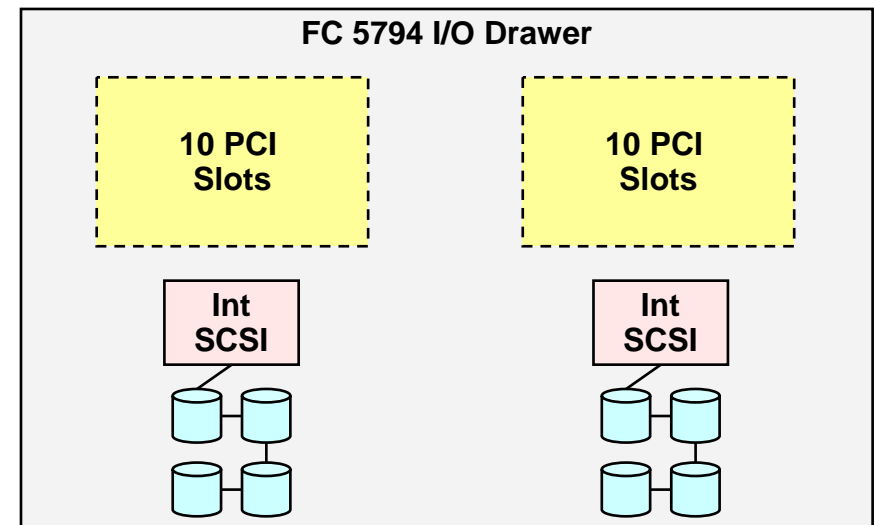 FC 5794 I/O Drawer
10 PCI
Slots
10 PCI
Slots
Int
SCSI
Int
SCSI